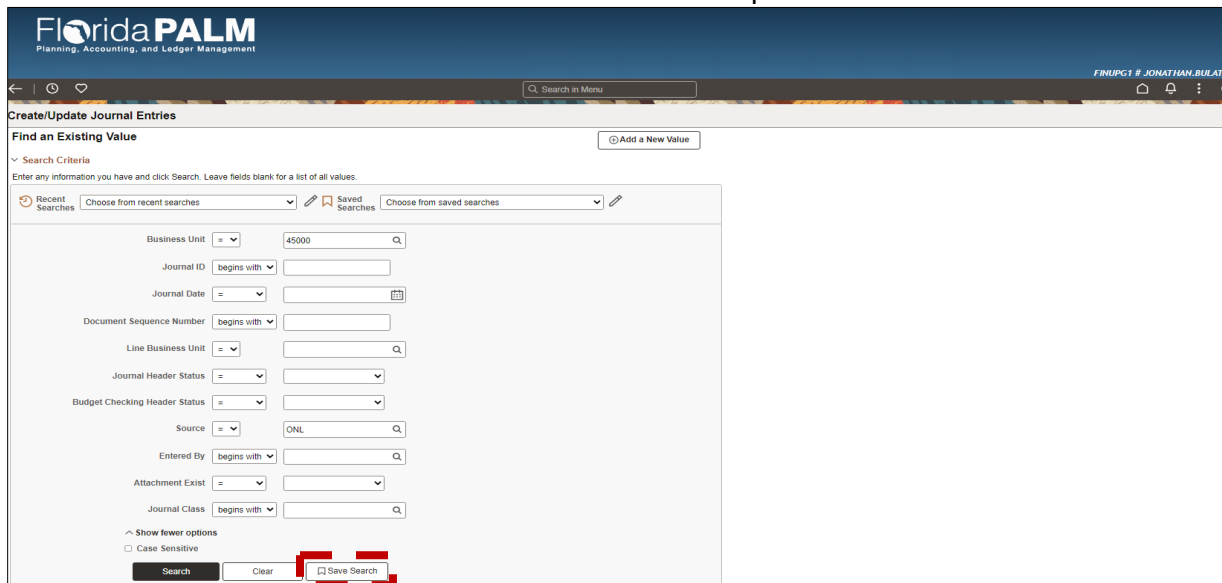 Florida PALM
Planning, Accounting, and Ledger Management
FINUPG1 # JONATHAN.BULAT
Search in Menu
Create/Update Journal Entries
Find an Existing Value
Add a New Value
Search Criteria
Enter any information you have and click Search. Leave fields blank for a list of all values.
Recent Searches Choose from recent searches Saved Searches Choose from saved searches
Business Unit = 45000
Journal ID begins with
Journal Date =
Document Sequence Number begins with
Line Business Unit =
Journal Header Status =
Budget Checking Header Status =
Source = ONL
Entered By begins with
Attachment Exist =
Journal Class begins with
Show fewer options
Case Sensitive
Search Clear Save Search